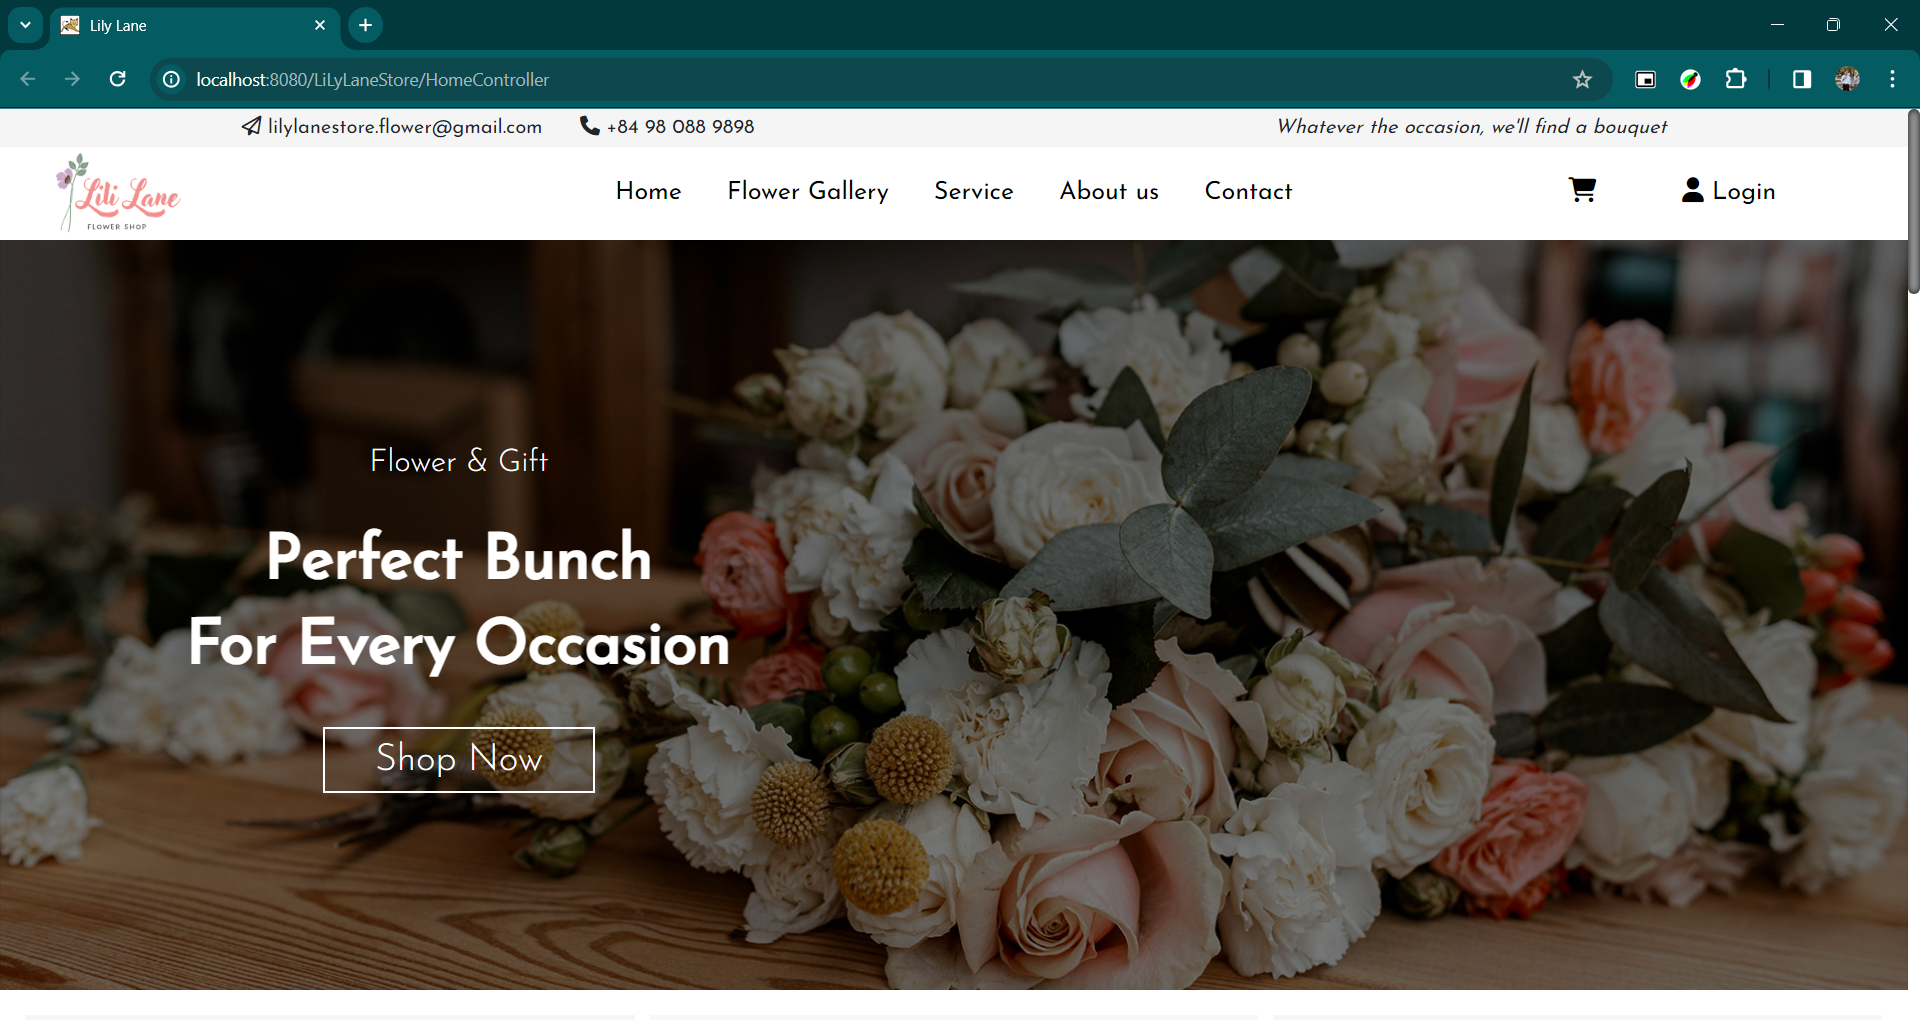 Lily Lane
localhost:8080/LiLyLaneStore/HomeController
lilylanestore.flower@gmail.com +84 98 088 9898 Whatever the occasion, we'll find a bouquet
Lili Lane
FLOWER SHOP
Home Flower Gallery Service About us Contact Login
Flower & Gift
Perfect Bunch
For Every Occasion
Shop Now